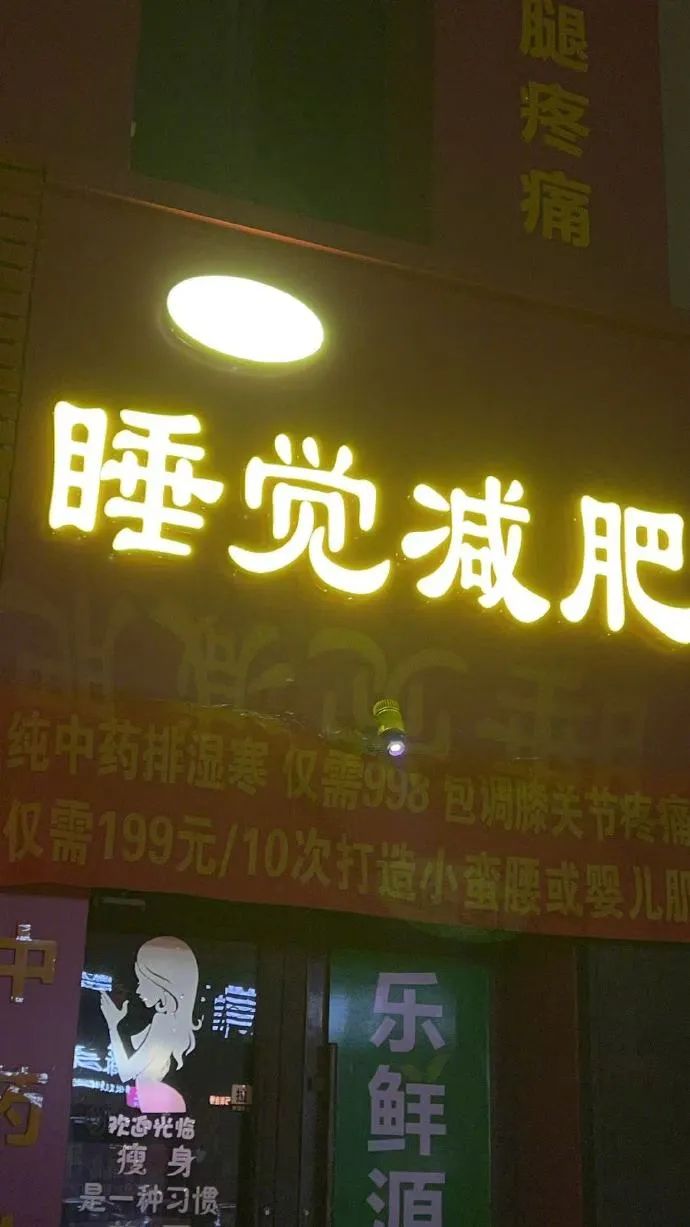 腿疼痛
睡觉减肥
纯中药排湿寒 仅需998 包调膝关节疼痛
仅需199元/10次打造小蛮腰或婴儿肌
中药
欢迎光临
瘦身
是一种习惯
乐鲜源